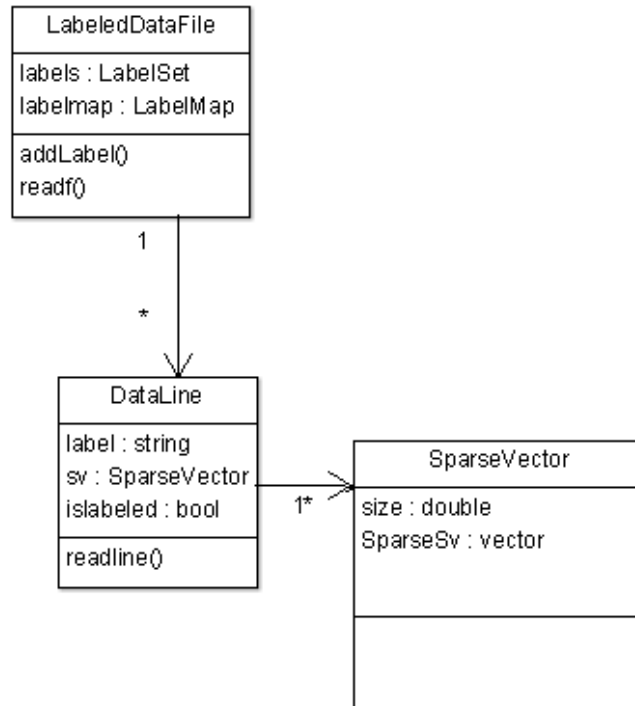 LabeledDataFile
labels : LabelSet
labelmap : LabelMap
addLabel()
readf()
1
*
DataLine
label : string
sv : SparseVector
islabeled : bool
readline()
1*
SparseVector
size : double
SparseSv : vector